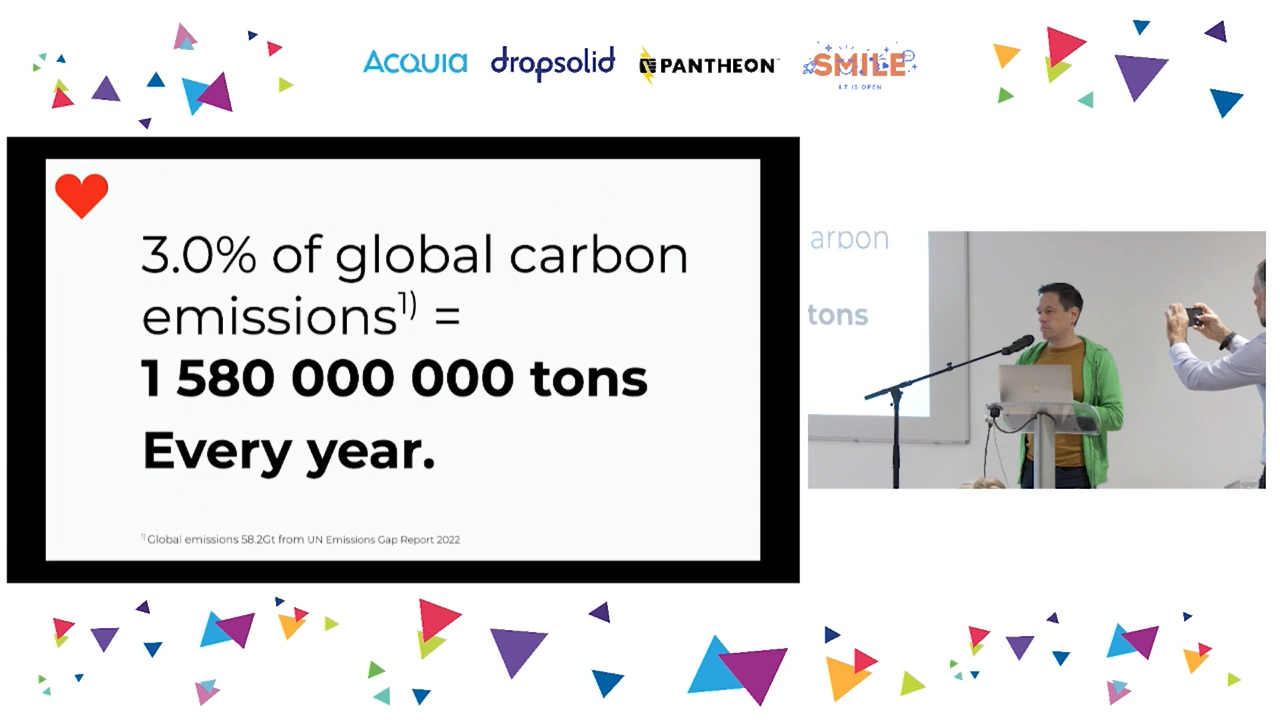 Acquia
dropsolid
PANTHEON
SMILE
I.T IS OPEN
3.0% of global carbon
emissions¹⁾ =
1 580 000 000 tons
Every year.
¹⁾ Global emissions 58.2Gt from UN Emissions Gap Report 2022
arbon
tons